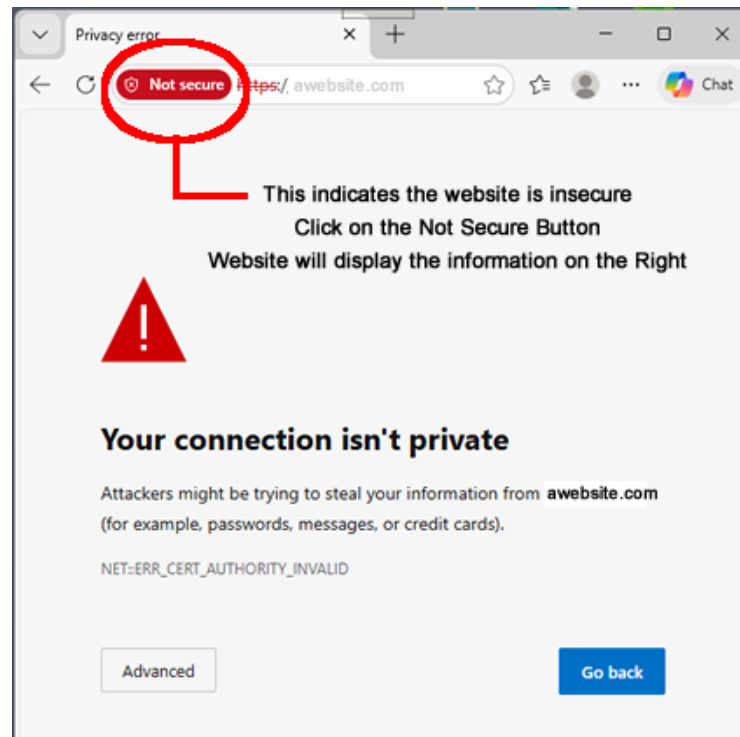 Privacy error
Not secure https:/ awebsite.com
Chat
This indicates the website is insecure
Click on the Not Secure Button
Website will display the information on the Right
!
Your connection isn't private
Attackers might be trying to steal your information from awebsite.com
(for example, passwords, messages, or credit cards).
NET::ERR_CERT_AUTHORITY_INVALID
Advanced
Go back